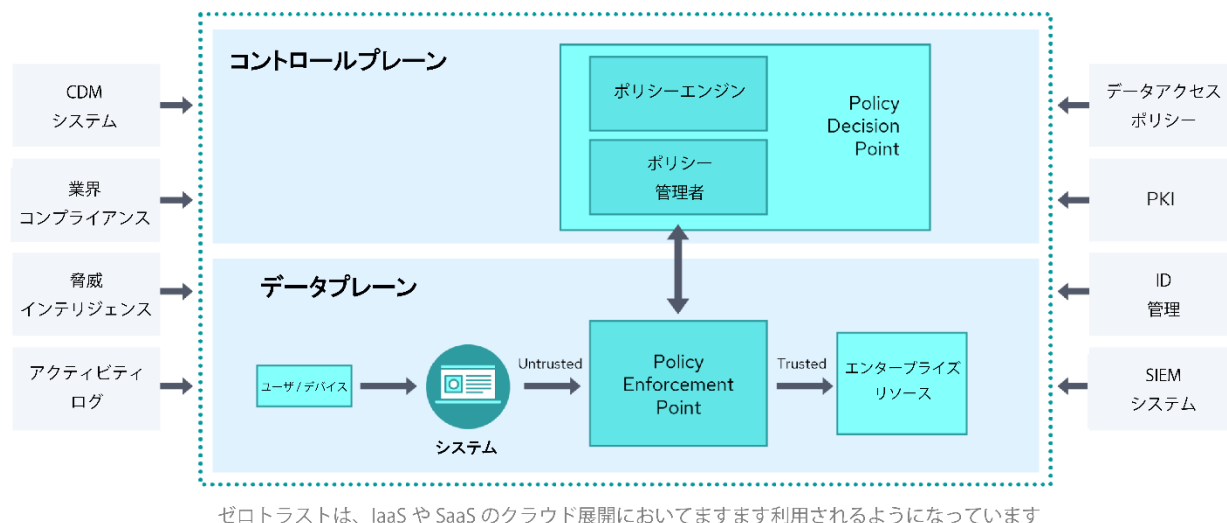 コントロールプレーン
ポリシーエンジン
Policy
Decision
Point
ポリシー
管理者
CDM
システム
業界
コンプライアンス
脅威
インテリジェンス
アクティビティ
ログ
データアクセス
ポリシー
PKI
ID
管理
SIEM
システム
データプレーン
ユーザ / デバイス
システム
Untrusted
Policy
Enforcement
Point
Trusted
エンタープライズ
リソース
ゼロトラストは、IaaS や SaaS のクラウド展開においてますます利用されるようになっています